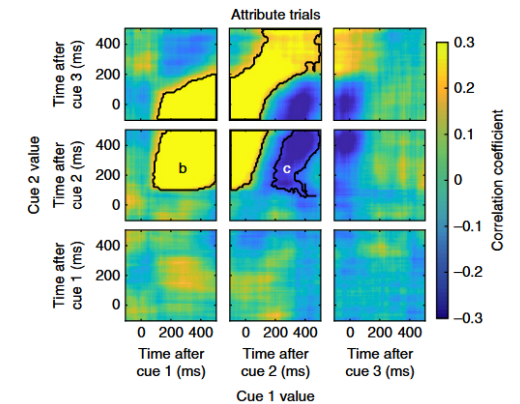 Attribute trials
Cue 2 value
Time after
cue 3 (ms)
400
200
0
Time after
cue 2 (ms)
400
200
0
b
c
Time after
cue 1 (ms)
400
200
0
0 200 400 0 200 400 0 200 400
Time after Time after Time after
cue 1 (ms) cue 2 (ms) cue 3 (ms)
Cue 1 value
0.3
0.2
0.1
0
–0.1
–0.2
–0.3
Correlation coefficient